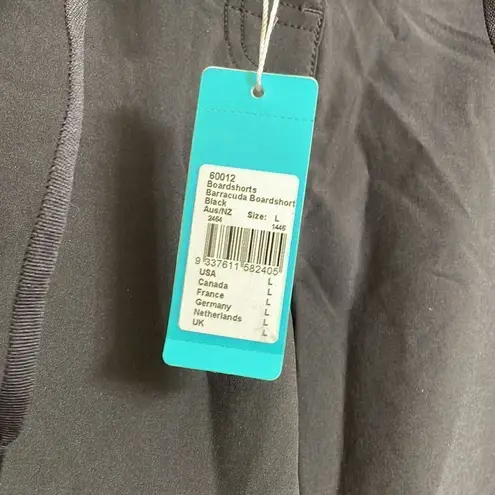 60012
Boardshorts
Barracuda Boardshort
Black
Aus/NZ Size: L
2464 1446
9 337611 582405
USA L
Canada L
France L
Germany L
Netherlands L
UK L